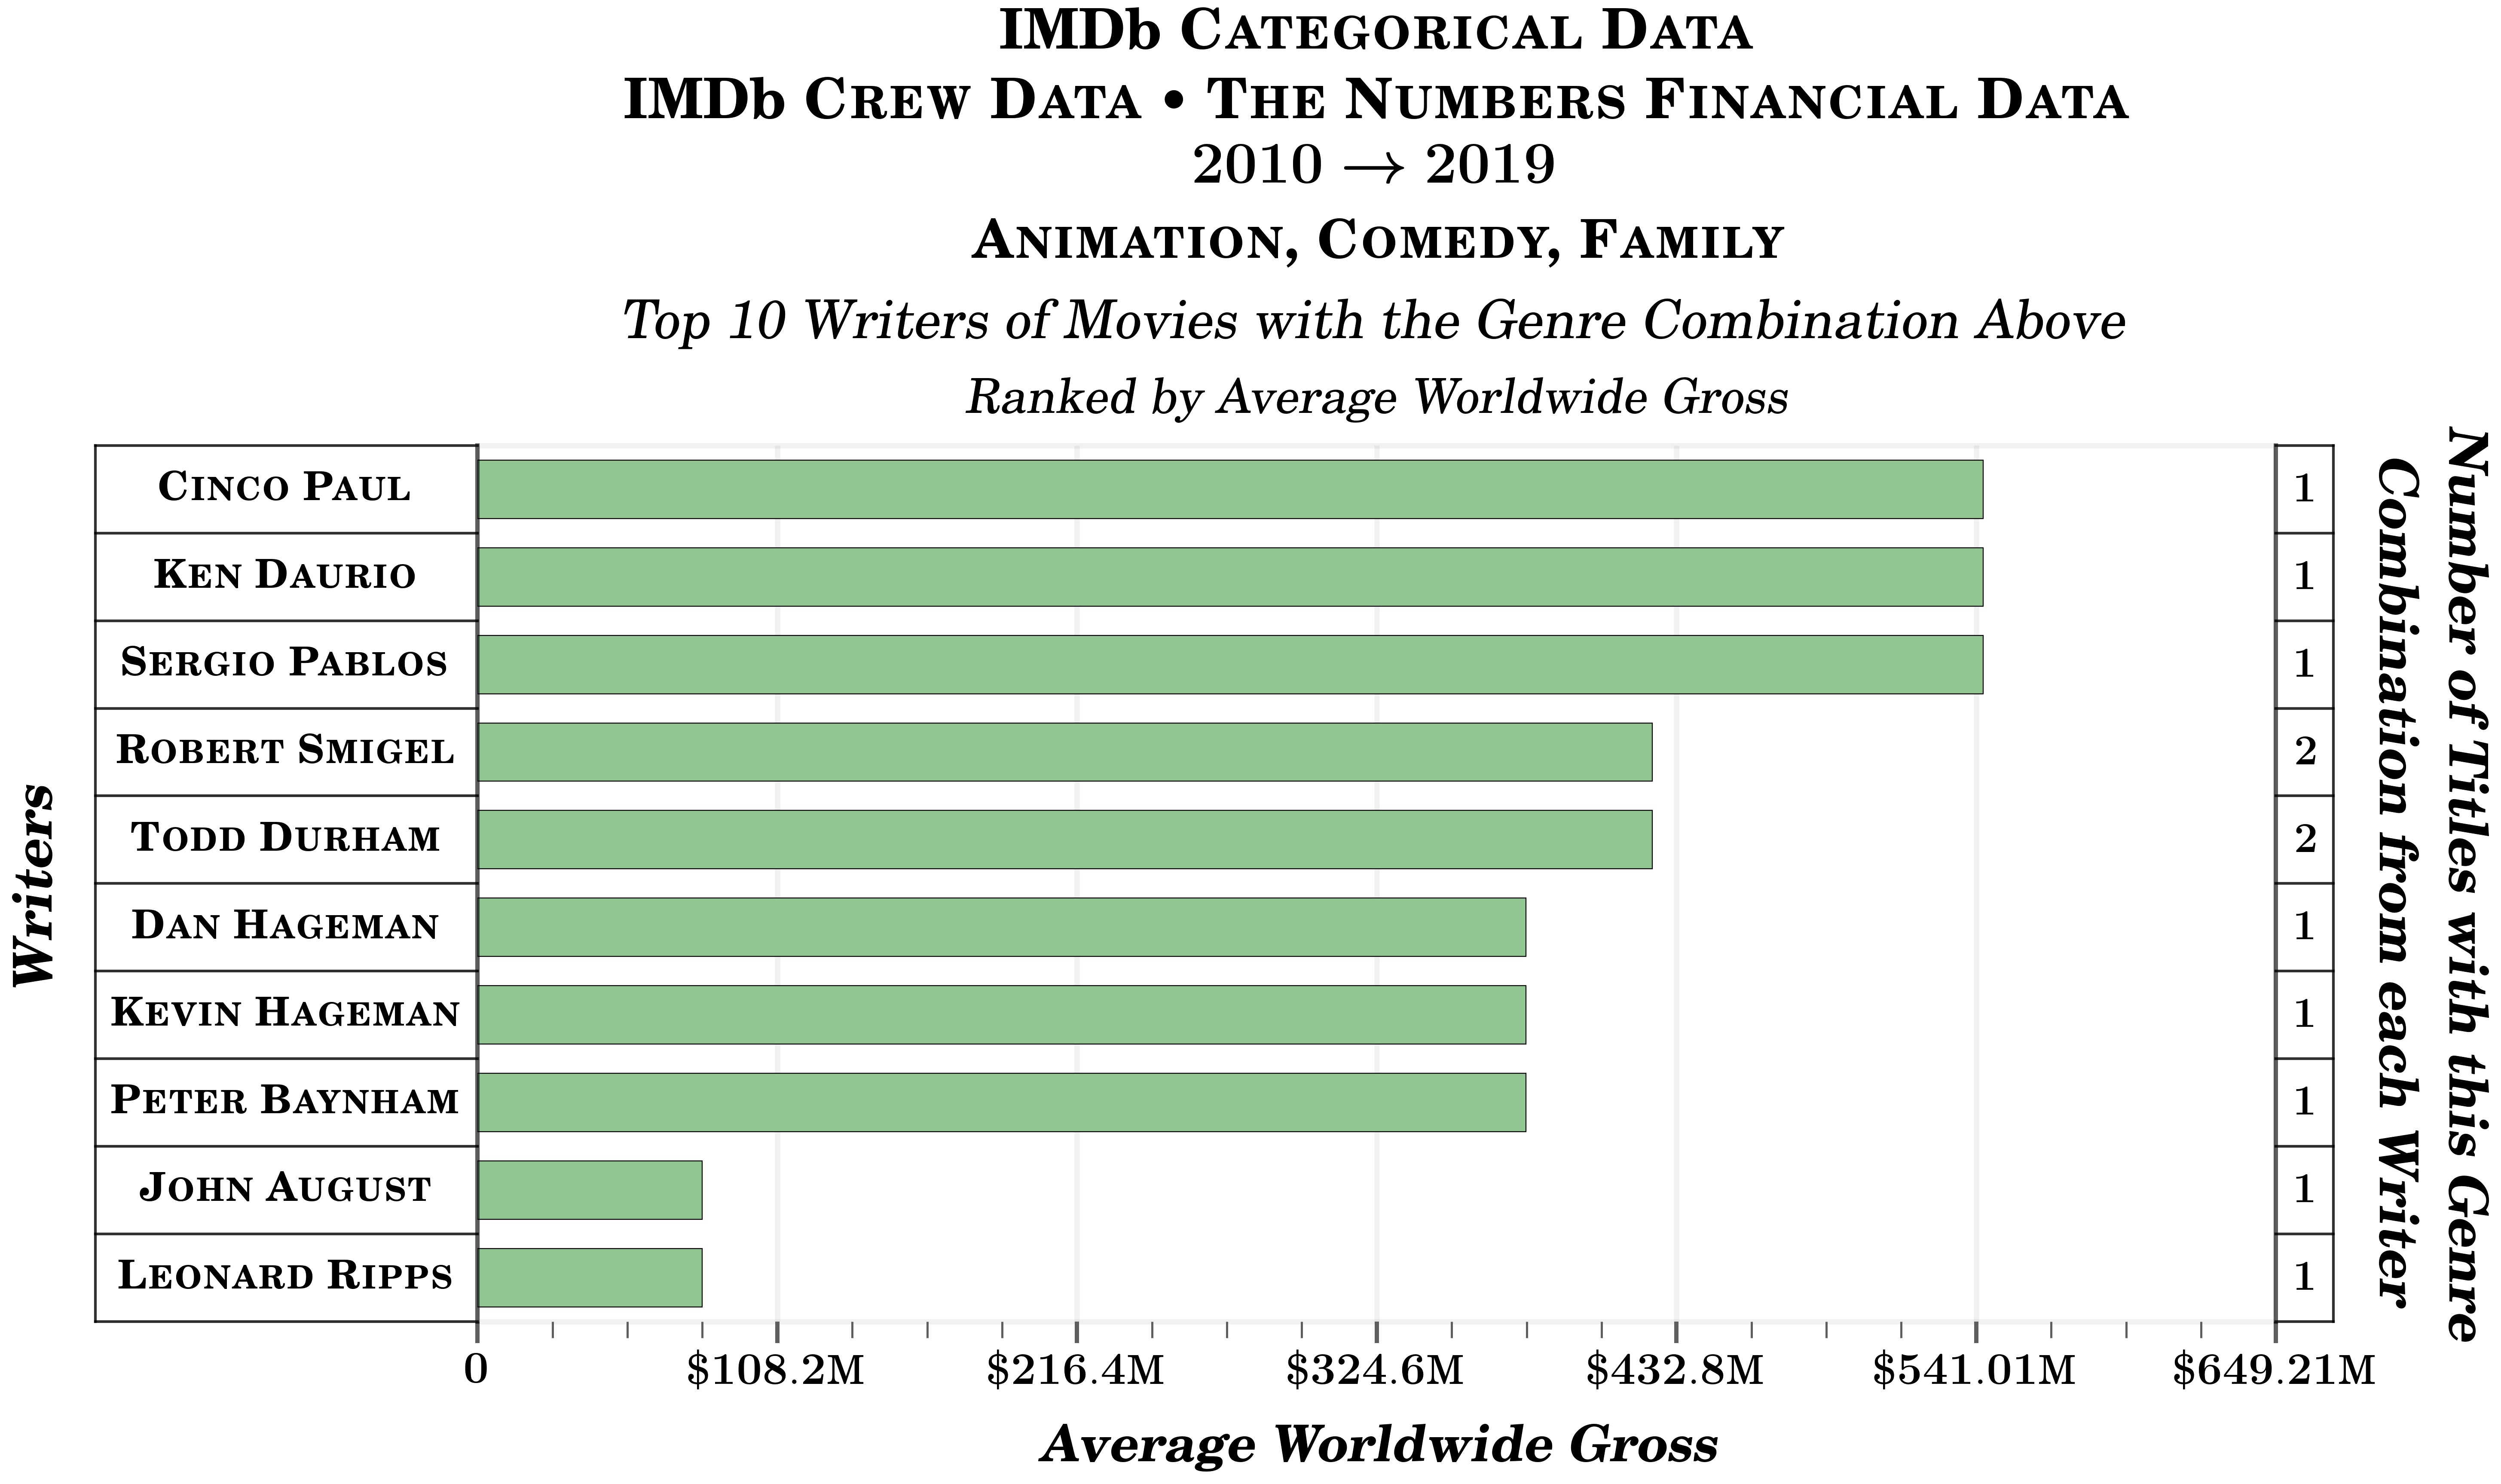 IMDb Categorical Data
IMDb Crew Data • The Numbers Financial Data
2010 → 2019
Animation, Comedy, Family
Top 10 Writers of Movies with the Genre Combination Above
Ranked by Average Worldwide Gross
Writers
Cinco Paul 1
Ken Daurio 1
Sergio Pablos 1
Robert Smigel 2
Todd Durham 2
Dan Hageman 1
Kevin Hageman 1
Peter Baynham 1
John August 1
Leonard Ripps 1
Number of Titles with this Genre
Combination from each Writer
0 $108.2M $216.4M $324.6M $432.8M $541.01M $649.21M
Average Worldwide Gross